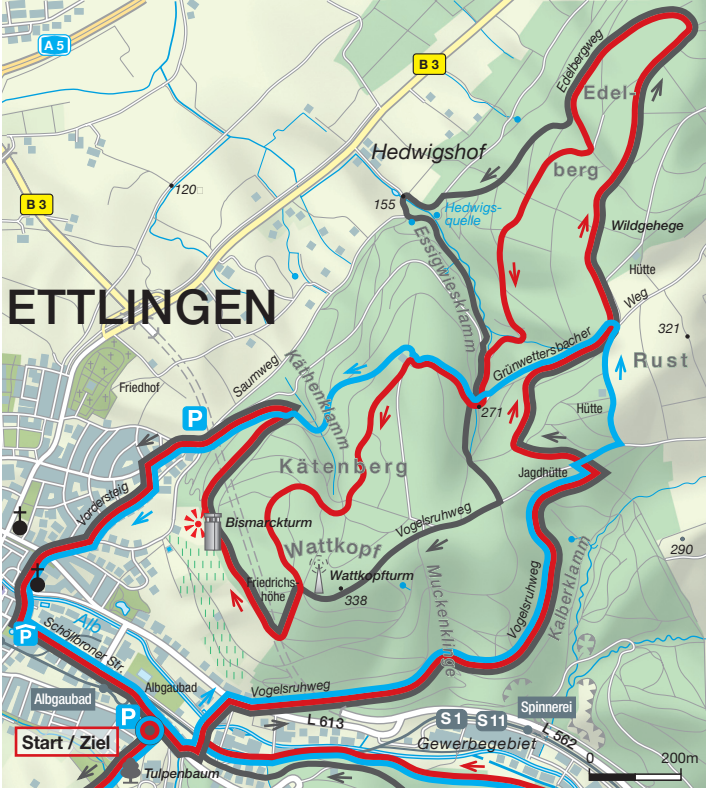 A 5
B 3
Edelbergweg
Edel-
berg
Hedwigshof
120
155
Hedwigs-
quelle
B 3
Essigwiesklamm
Wildgehege
Hütte
Weg
ETTLINGEN
321
Grünwettersbacher
Rust
Käthenklamm
Saumweg
Friedhof
P
271
Hütte
Kätenberg
Jagdhütte
Vordersteig
Vogelsruhweg
Bismarckturm
Wattkopf
290
Wattkopfturm
Friedrichs-
höhe
338
Muckenklinge
Vogelsruhweg
Kalberklamm
Alb
P
Schöllbroner Str.
Albgaubad
Albgaubad
Vogelsruhweg
Spinnerei
P
L 613
S 1
S 11
L 562
Start / Ziel
Gewerbegebiet
Tulpenbaum
0
200m